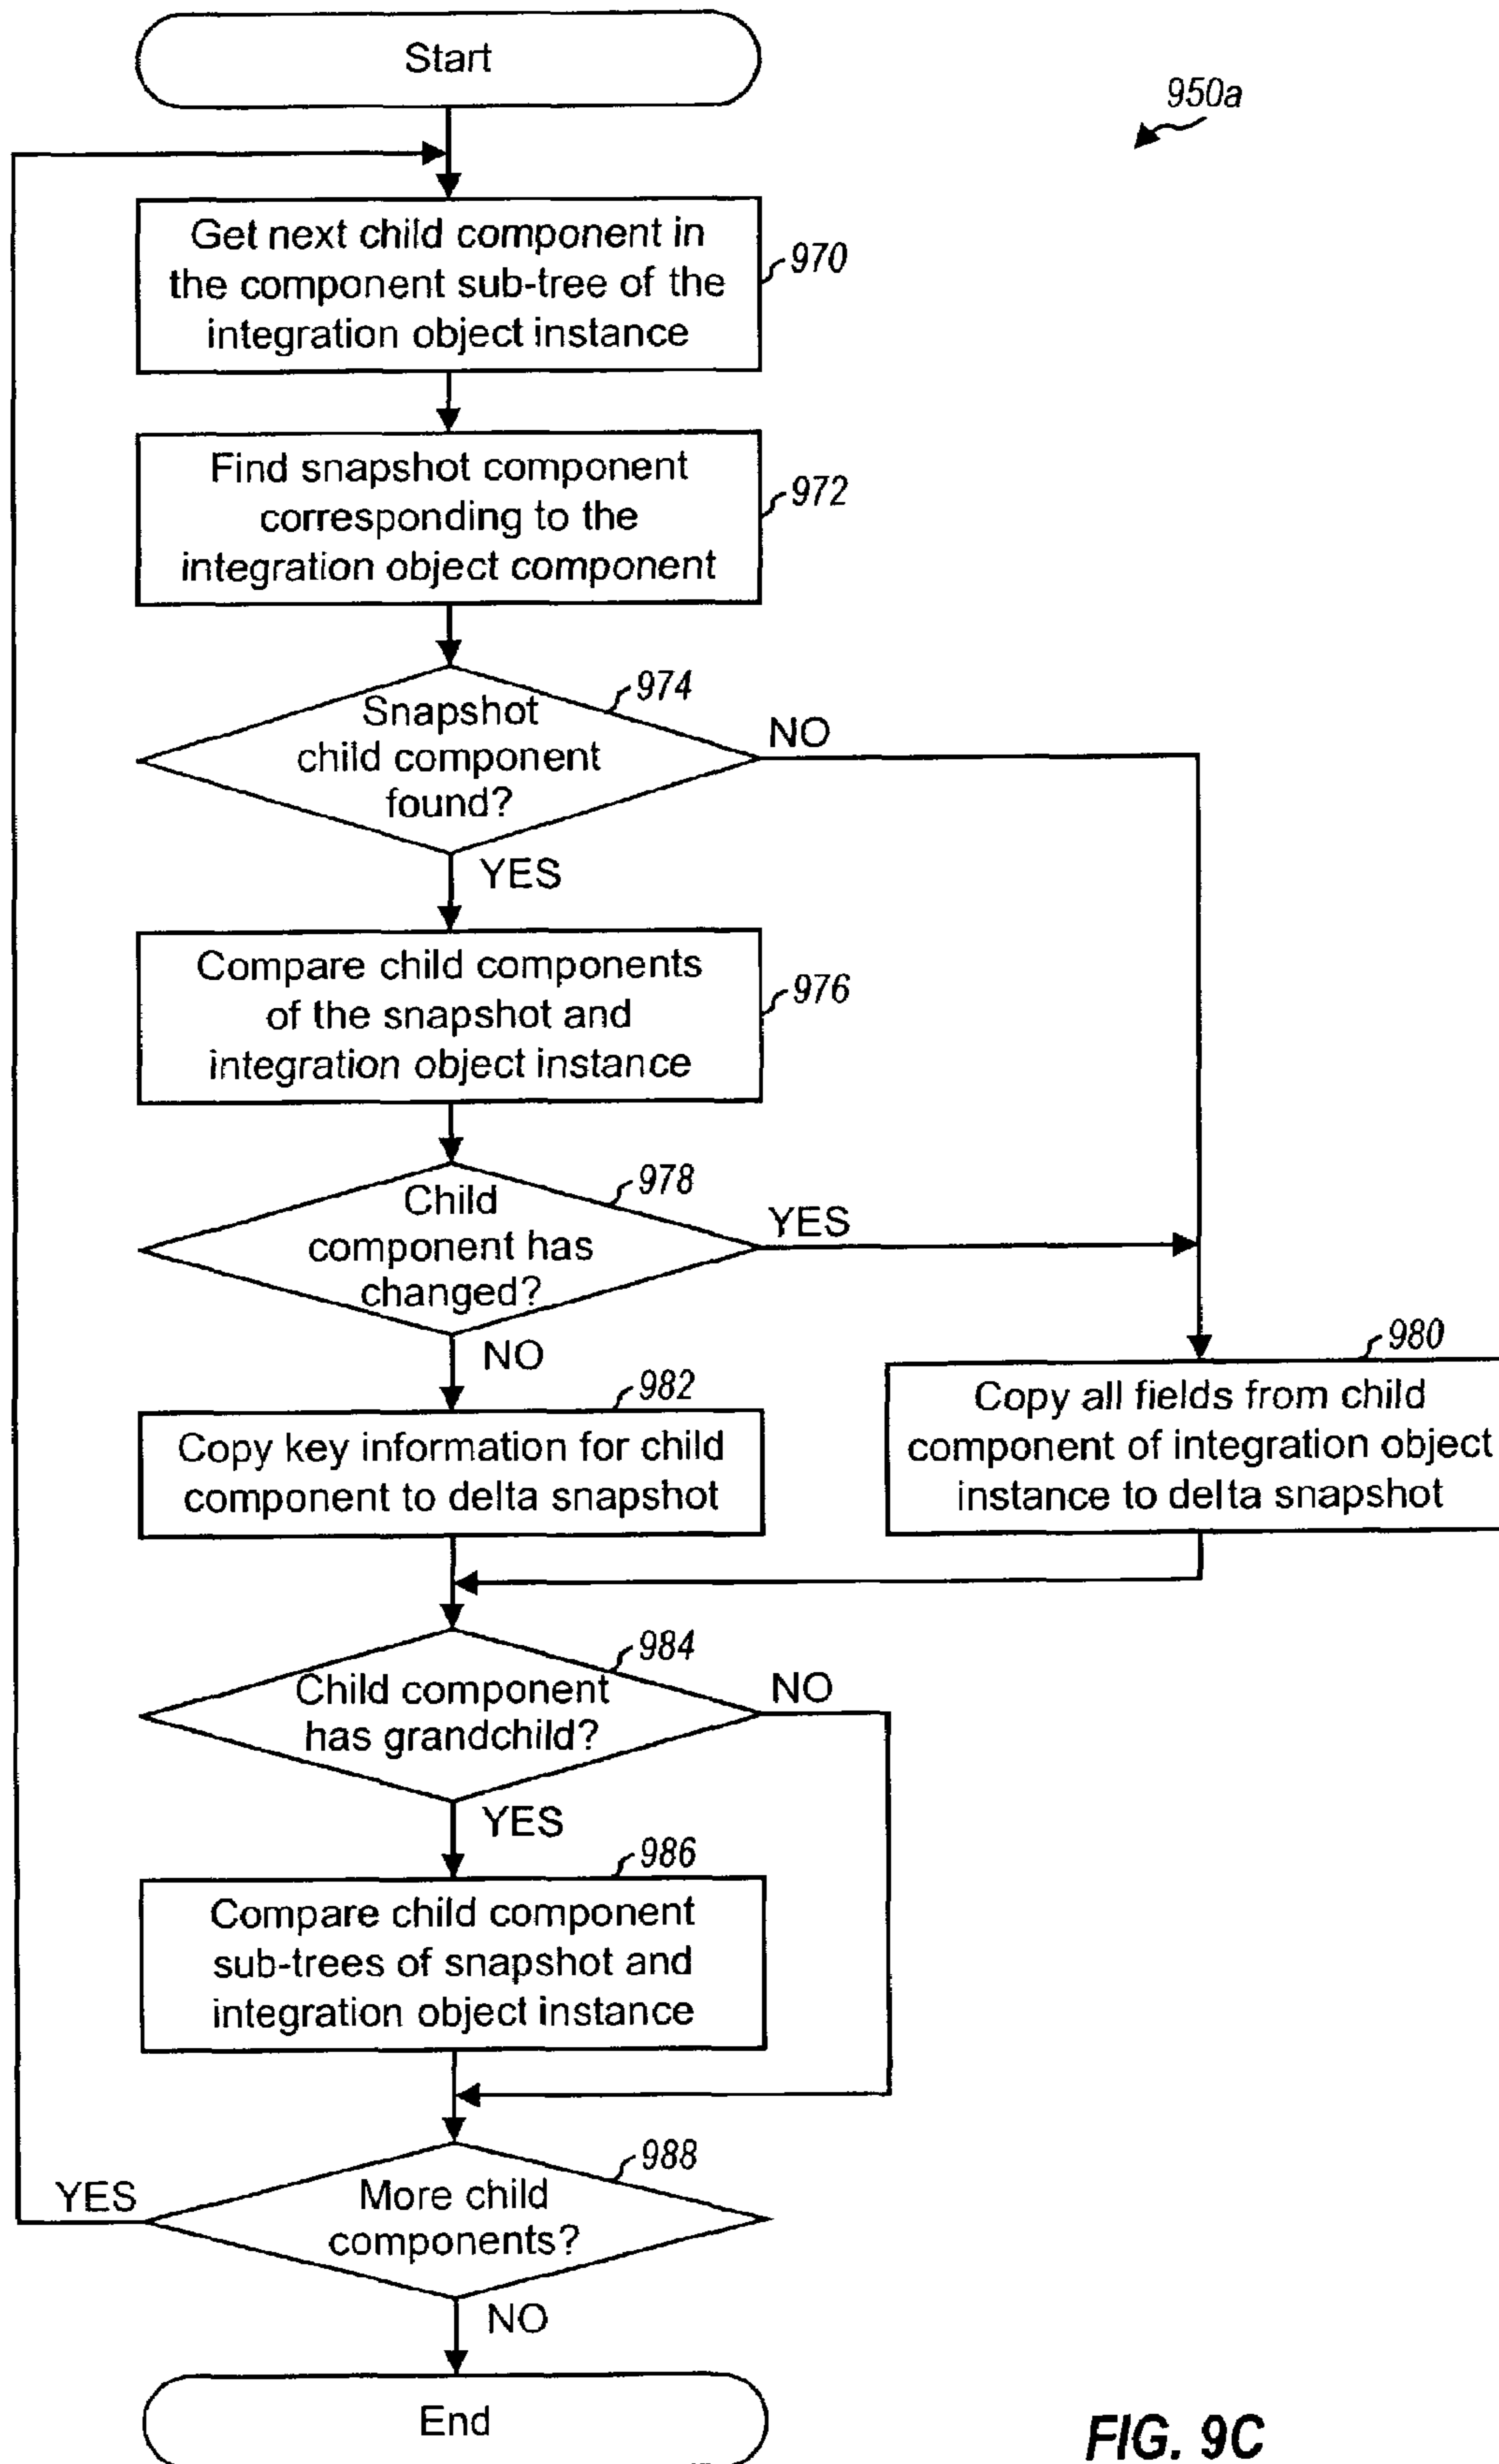 Start
950a
Get next child component in
the component sub-tree of the
integration object instance
970
Find snapshot component
corresponding to the
integration object component
972
974
Snapshot
child component
found?
NO
YES
Compare child components
of the snapshot and
integration object instance
976
978
Child
component has
changed?
YES
NO
982
Copy key information for child
component to delta snapshot
980
Copy all fields from child
component of integration object
instance to delta snapshot
984
Child component
has grandchild?
NO
YES
986
Compare child component
sub-trees of snapshot and
integration object instance
988
More child
components?
YES
NO
End
FIG. 9C